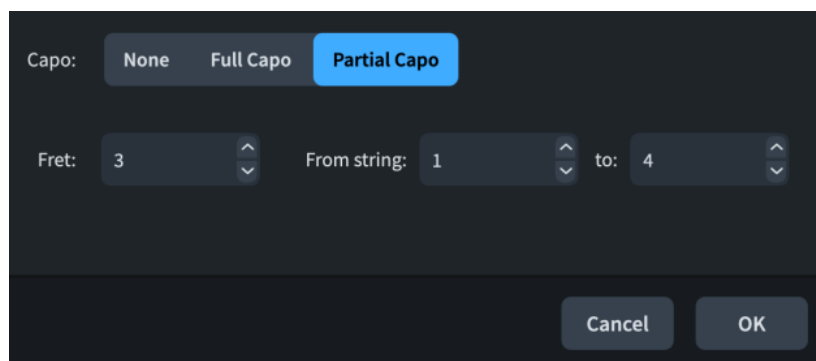 Capo: None Full Capo Partial Capo
Fret: 3 From string: 1 to: 4
Cancel OK